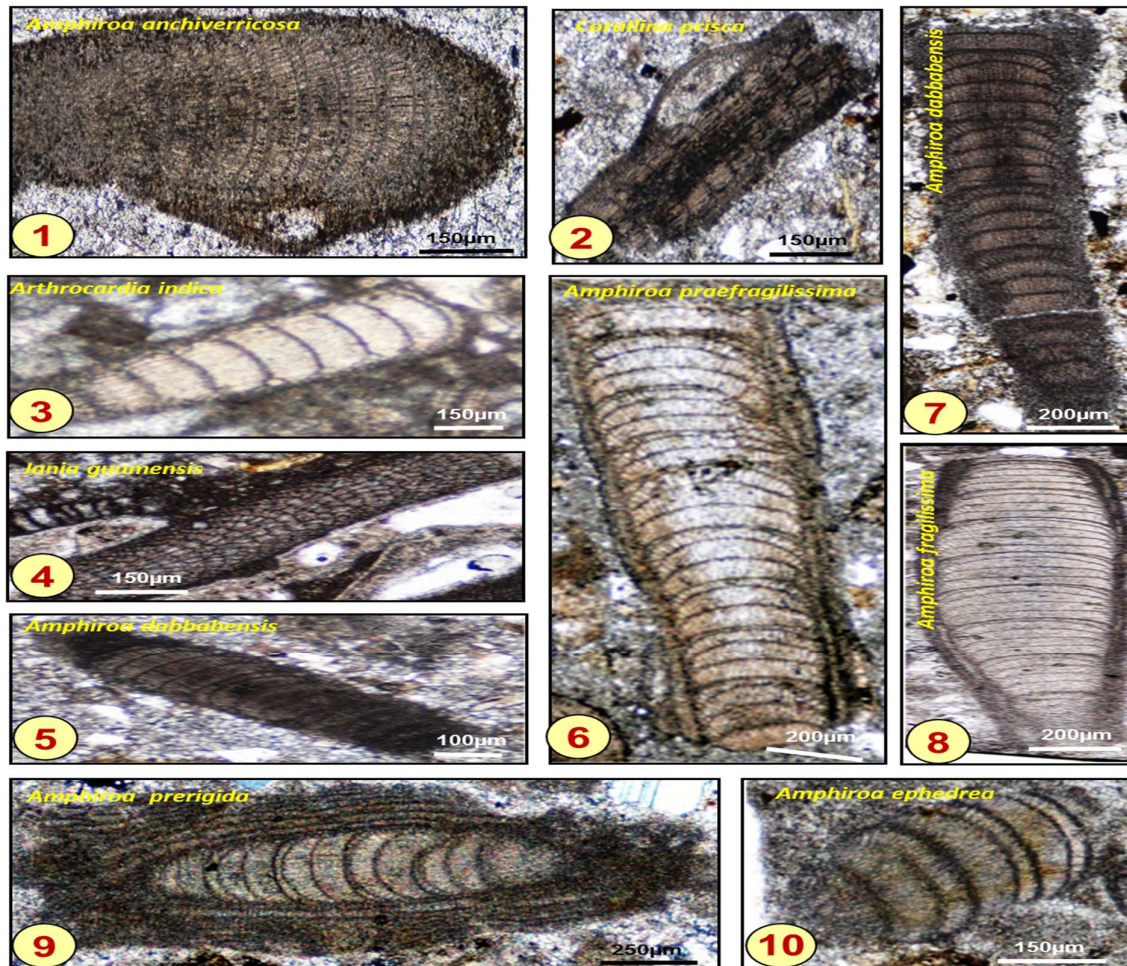 Amphiroa anchiverricosa
1
150µm
Corallina prisca
2
150µm
Amphiroa dabbabensis
7
200µm
Arthrocardia indica
3
150µm
Jania guamensis
4
150µm
Amphiroa dabbabensis
5
100µm
Amphiroa praefragilissima
6
200µm
Amphiroa fragilissima
8
200µm
Amphiroa prerigida
9
250µm
Amphiroa ephedrea
10
150µm